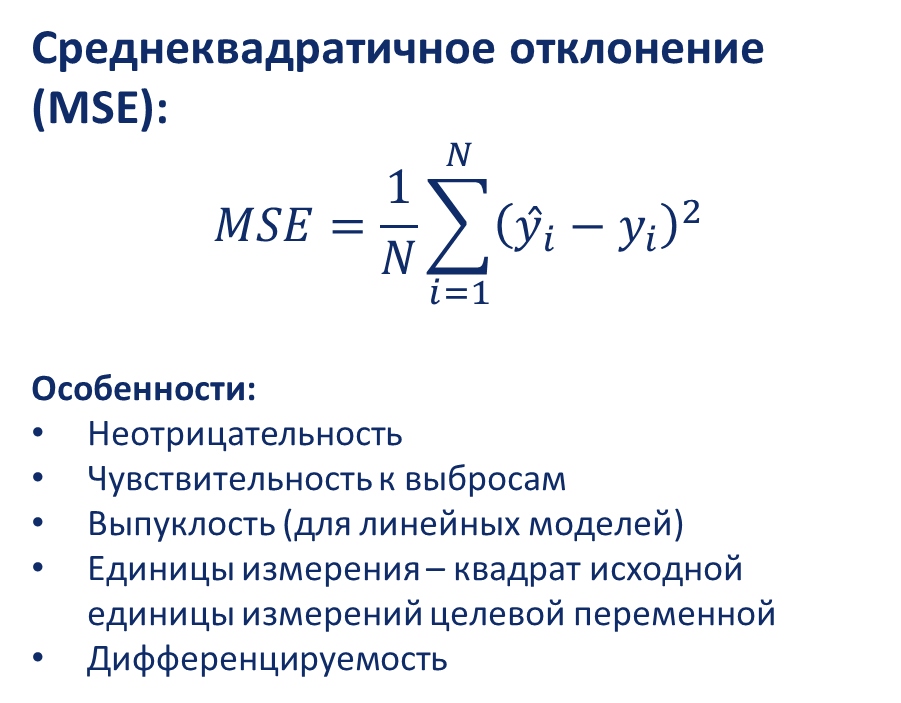 Среднеквадратичное отклонение
(MSE):
MSE = \frac{1}{N} \sum_{i=1}^{N} (\hat{y}_i − y_i)^2
Особенности:
• Неотрицательность
• Чувствительность к выбросам
• Выпуклость (для линейных моделей)
• Единицы измерения – квадрат исходной
единицы измерений целевой переменной
• Дифференцируемость